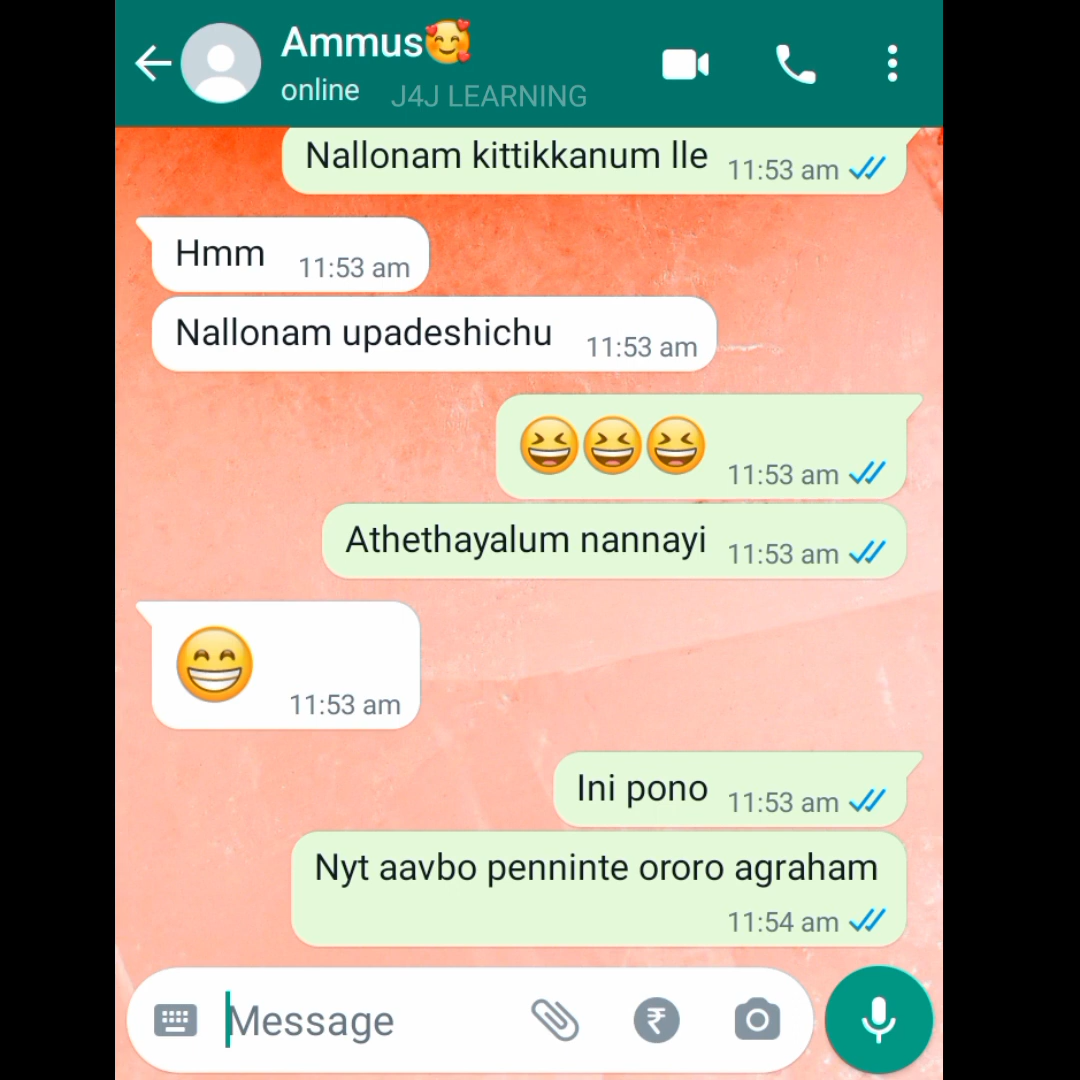 Ammus🥰
online
J4J LEARNING
Nallonam kittikkanum lle 11:53 am
Hmm 11:53 am
Nallonam upadeshichu 11:53 am
😆😆😆 11:53 am
Athethayalum nannayi 11:53 am
😁 11:53 am
Ini pono 11:53 am
Nyt aavbo penninte ororo agraham
11:54 am
Message